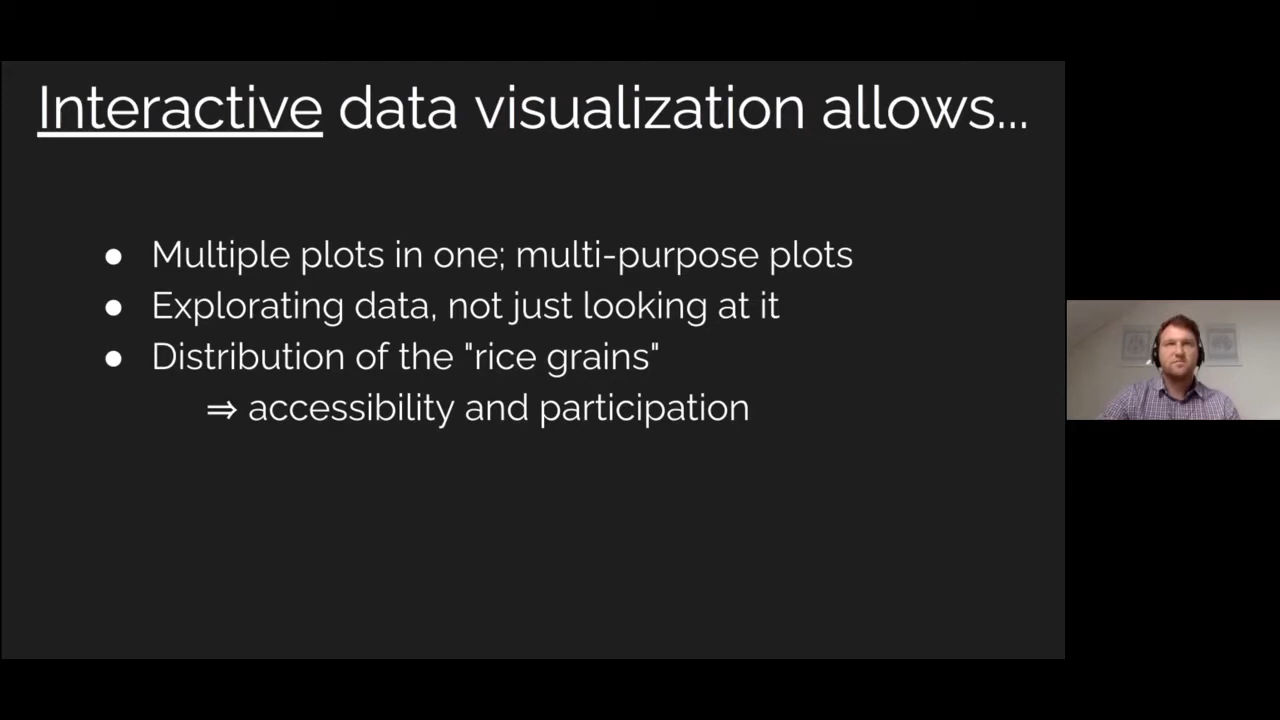 Interactive data visualization allows...
● Multiple plots in one; multi-purpose plots
● Explorating data, not just looking at it
● Distribution of the "rice grains"
⇒ accessibility and participation